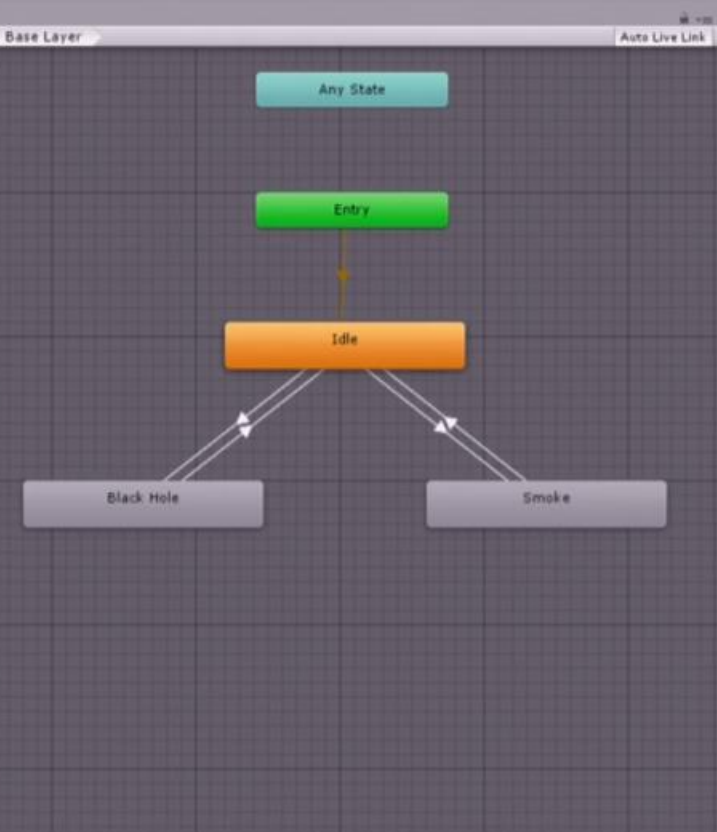 Base Layer
Auto Live Link
Any State
Entry
Idle
Black Hole
Smoke